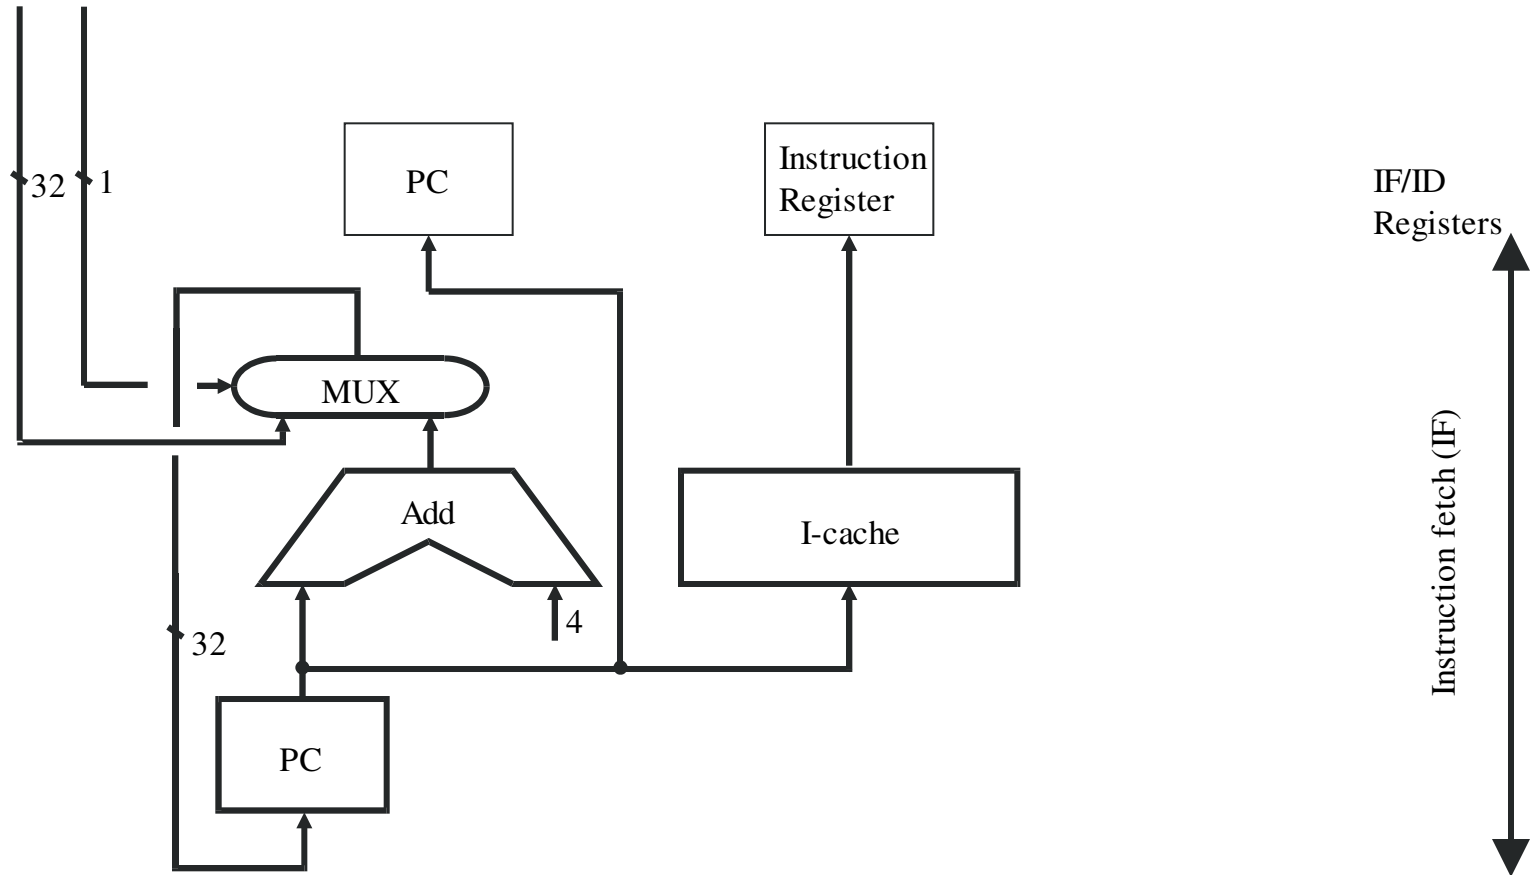 32
1
PC
Instruction
Register
IF/ID
Registers
MUX
Add
I-cache
Instruction fetch (IF)
4
32
PC